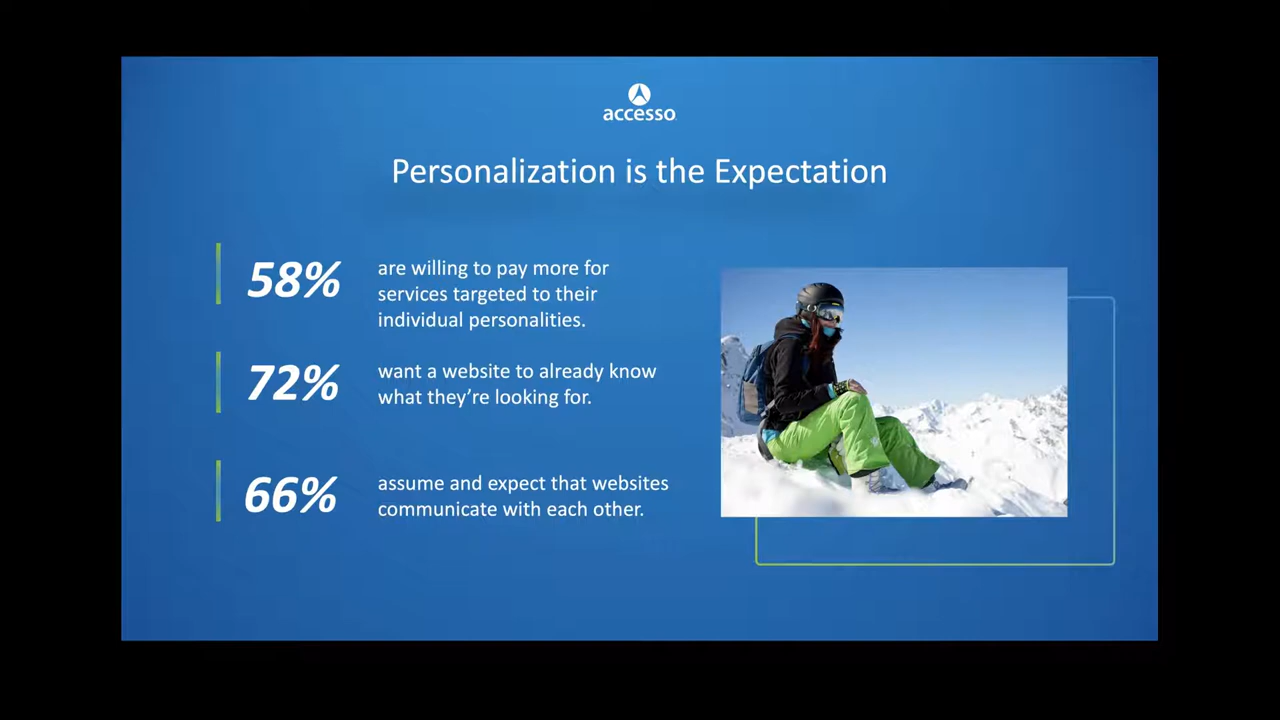 accesso
Personalization is the Expectation
58%
are willing to pay more for
services targeted to their
individual personalities.
72%
want a website to already know
what they’re looking for.
66%
assume and expect that websites
communicate with each other.